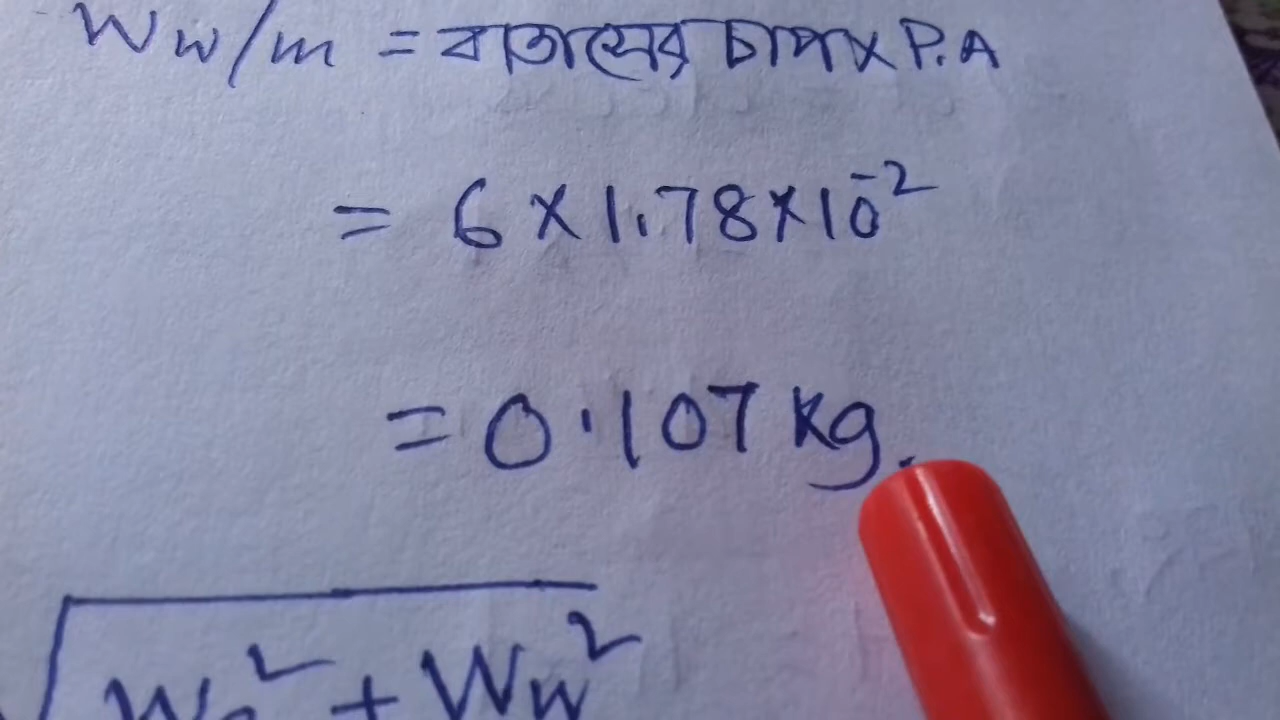 Ww/m = বাতাসের চাপ x P.A
= 6 x 1.78 x 10⁻²
= 0.107 kg.
√ Wc² + Ww²